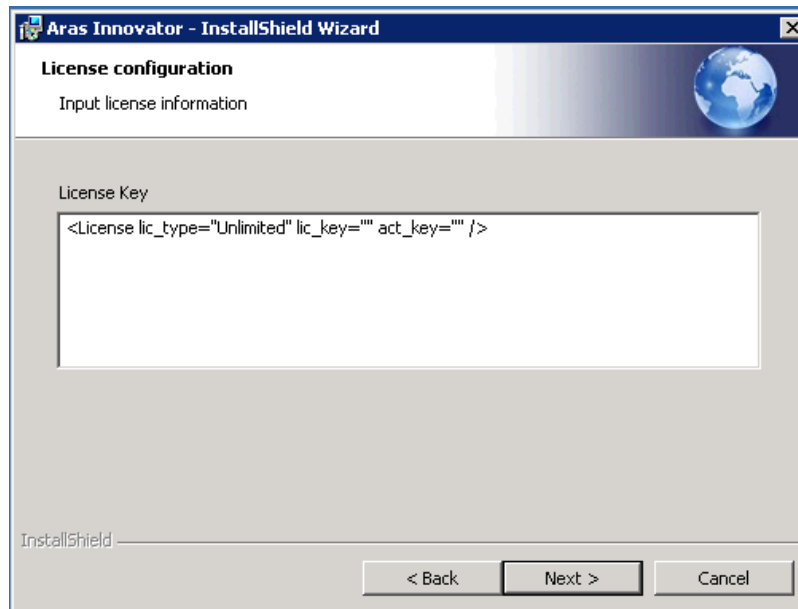 Aras Innovator - InstallShield Wizard
License configuration
Input license information
License Key
<License lic_type="Unlimited" lic_key="" act_key="" />
InstallShield
< Back
Next >
Cancel